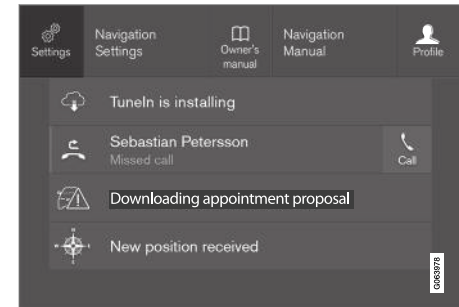 Settings
Navigation
Settings
Owner's
manual
Navigation
Manual
Profile
TuneIn is installing
Sebastian Petersson
Missed call
Call
Downloading appointment proposal
New position received
G063978